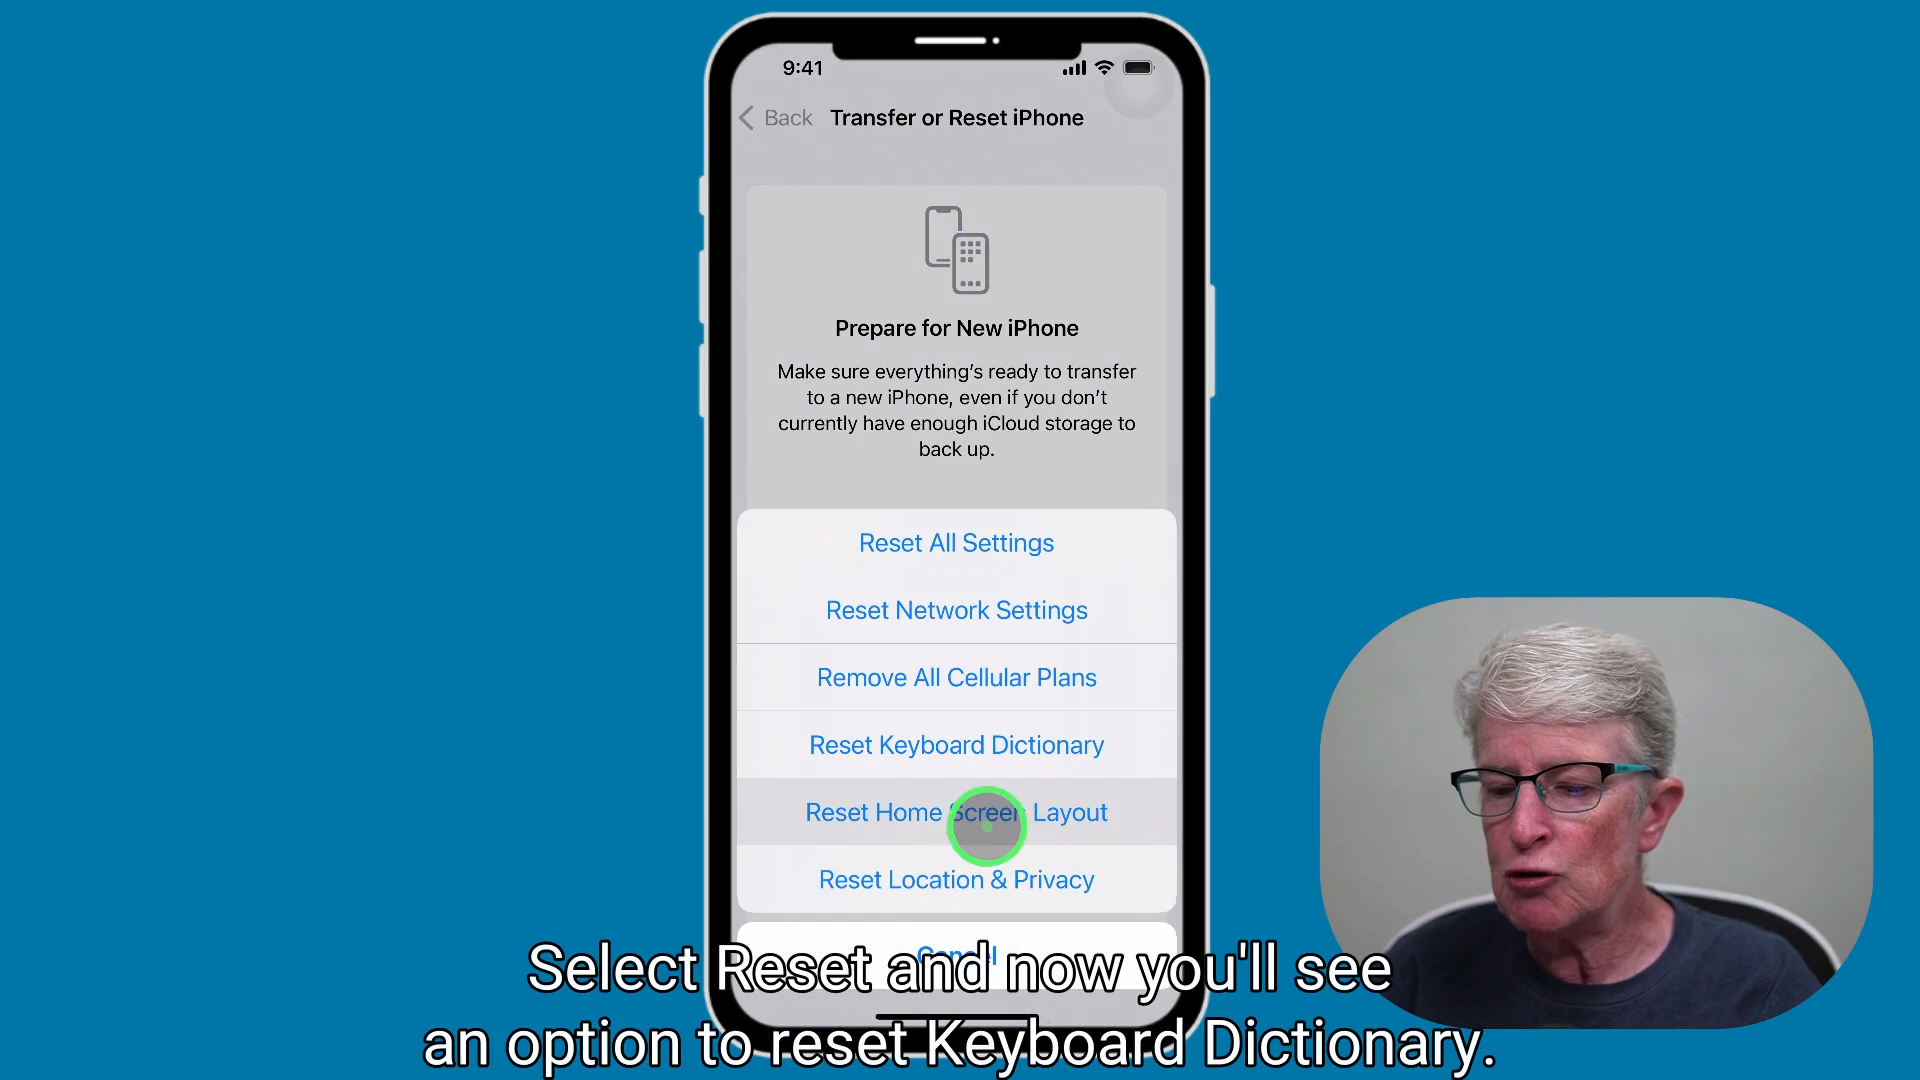 9:41
Back Transfer or Reset iPhone
Prepare for New iPhone
Make sure everything's ready to transfer
to a new iPhone, even if you don't
currently have enough iCloud storage to
back up.
Reset All Settings
Reset Network Settings
Remove All Cellular Plans
Reset Keyboard Dictionary
Reset Home Screen Layout
Reset Location & Privacy
Cancel
Select Reset and now you'll see
an option to reset Keyboard Dictionary.